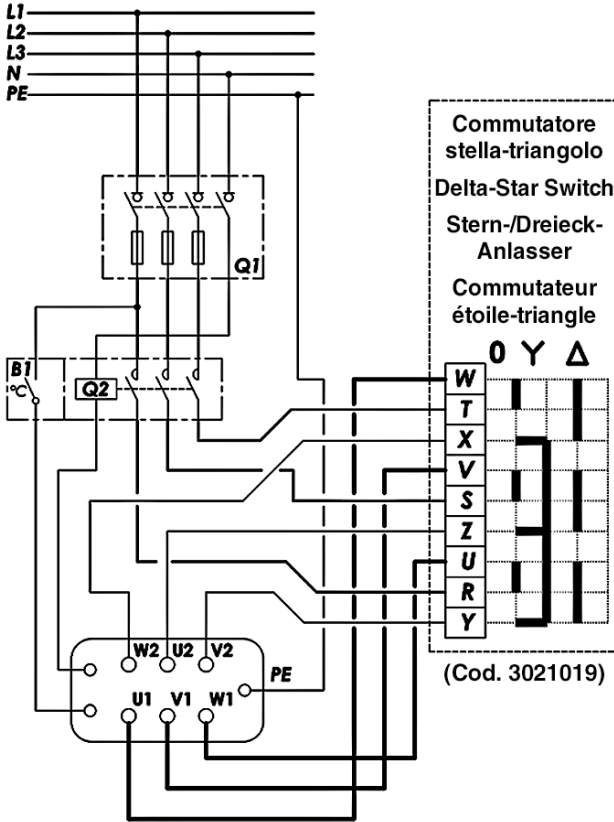 L1
L2
L3
N
PE
Commutatore
stella-triangolo
Delta-Star Switch
Stern-/Dreieck-
Anlasser
Commutateur
étoile-triangle
Q1
0 Y Δ
B1
°C
Q2
W
T
X
V
S
Z
U
R
Y
W2 U2 V2
PE
U1 V1 W1
(Cod. 3021019)